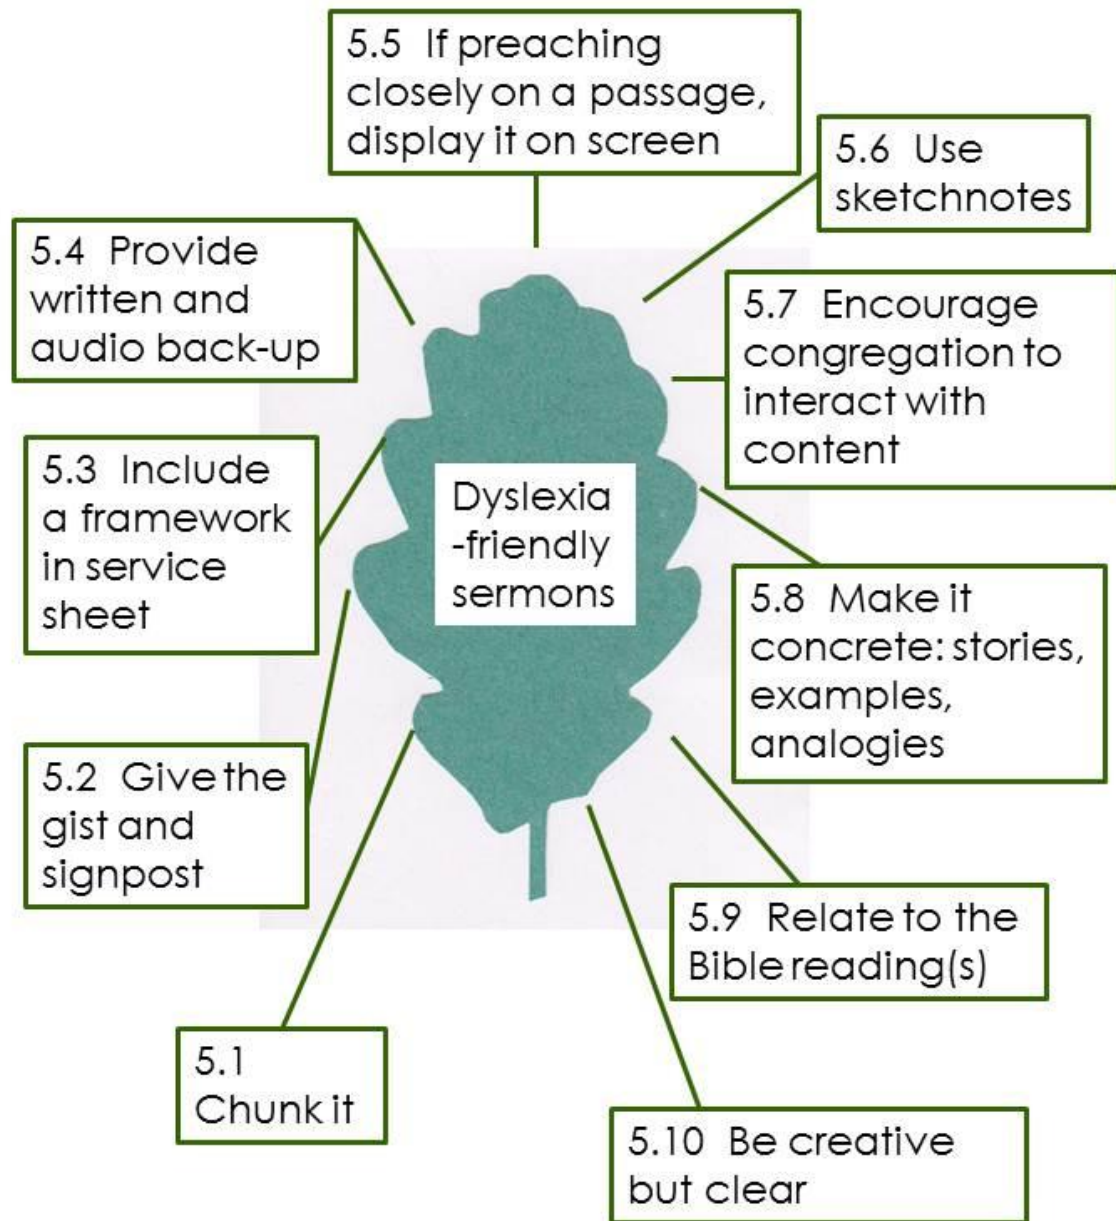 5.5 If preaching
closely on a passage,
display it on screen
5.6 Use
sketchnotes
5.4 Provide
written and
audio back-up
5.7 Encourage
congregation to
interact with
content
5.3 Include
a framework
in service
sheet
Dyslexia
-friendly
sermons
5.8 Make it
concrete: stories,
examples,
analogies
5.2 Give the
gist and
signpost
5.9 Relate to the
Bible reading(s)
5.1
Chunk it
5.10 Be creative
but clear